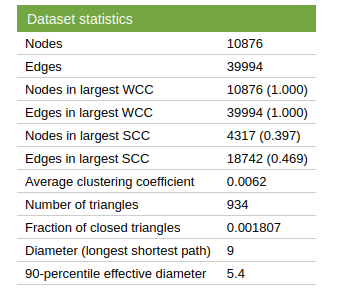 Dataset statistics
Nodes 10876
Edges 39994
Nodes in largest WCC 10876 (1.000)
Edges in largest WCC 39994 (1.000)
Nodes in largest SCC 4317 (0.397)
Edges in largest SCC 18742 (0.469)
Average clustering coefficient 0.0062
Number of triangles 934
Fraction of closed triangles 0.001807
Diameter (longest shortest path) 9
90-percentile effective diameter 5.4